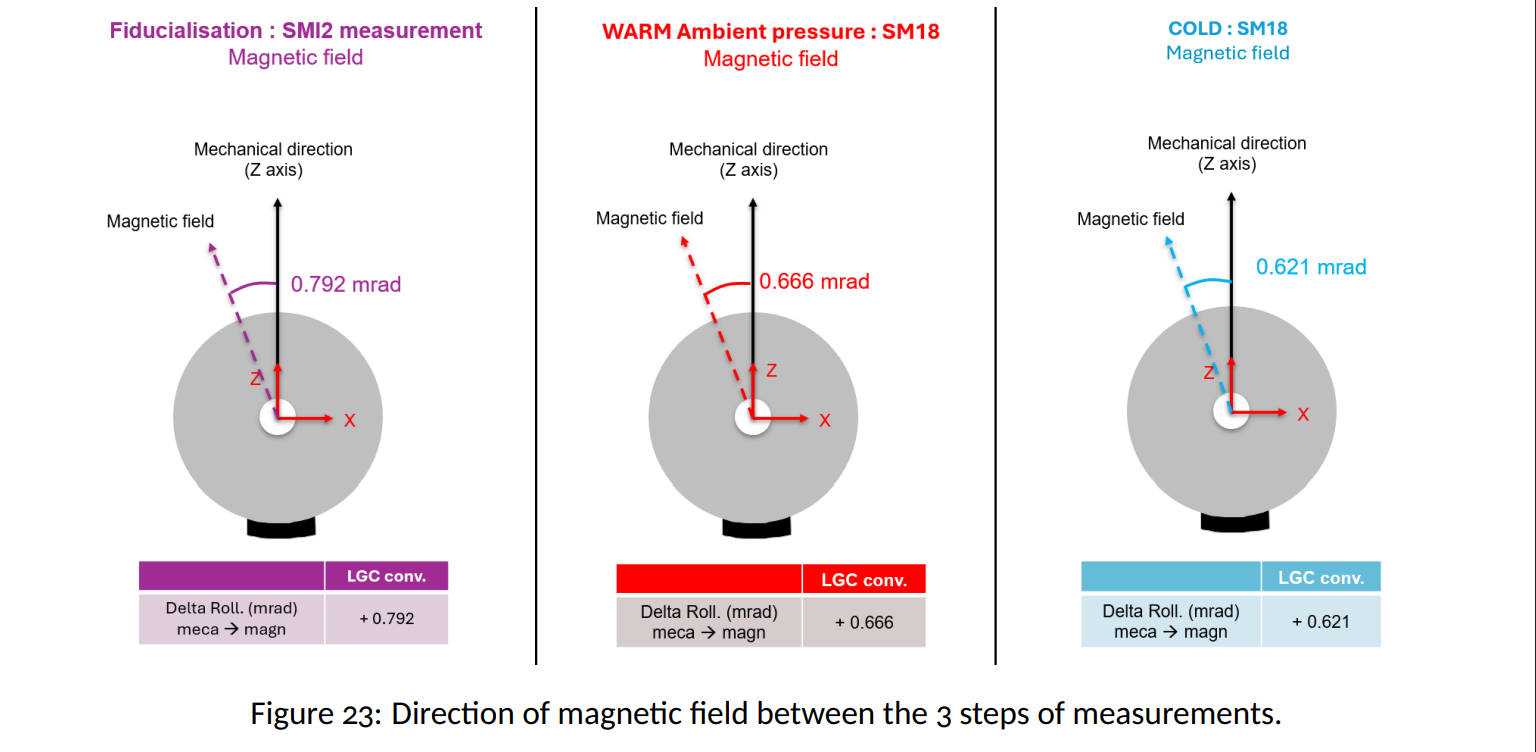 Fiducialisation : SMI2 measurement
Magnetic field
Mechanical direction
(Z axis)
Magnetic field
0.792 mrad
Z
X
LGC conv.
Delta Roll. (mrad)
meca → magn
+ 0.792
WARM Ambient pressure : SM18
Magnetic field
Mechanical direction
(Z axis)
Magnetic field
0.666 mrad
Z
X
LGC conv.
Delta Roll. (mrad)
meca → magn
+ 0.666
COLD : SM18
Magnetic field
Mechanical direction
(Z axis)
Magnetic field
0.621 mrad
Z
X
LGC conv.
Delta Roll. (mrad)
meca → magn
+ 0.621
Figure 23: Direction of magnetic field between the 3 steps of measurements.